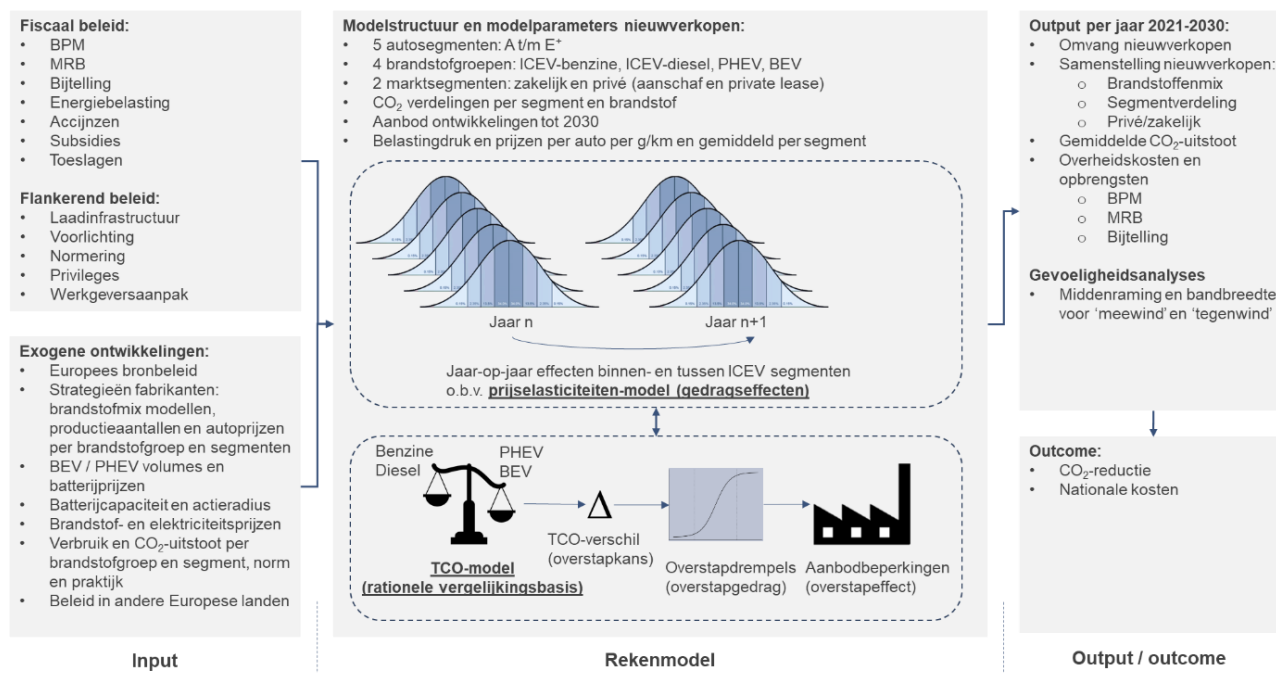 Fiscaal beleid:
• BPM
• MRB
• Bijtelling
• Energiebelasting
• Accijnzen
• Subsidies
• Toeslagen
Flankerend beleid:
• Laadinfrastructuur
• Voorlichting
• Normering
• Privileges
• Werkgeversaanpak
Exogene ontwikkelingen:
• Europees bronbeleid
• Strategieën fabrikanten:
brandstofmix modellen,
productieaantallen en autoprijzen
per brandstofgroep en segmenten
• BEV / PHEV volumes en
batterijprijzen
• Batterijcapaciteit en actieradius
• Brandstof- en elektriciteitsprijzen
• Verbruik en CO₂-uitstoot per
brandstofgroep en segment, norm
en praktijk
• Beleid in andere Europese landen
Input
Modelstructuur en modelparameters nieuwverkopen:
• 5 autosegmenten: A t/m E⁺
• 4 brandstofgroepen: ICEV-benzine, ICEV-diesel, PHEV, BEV
• 2 marktsegmenten: zakelijk en privé (aanschaf en private lease)
• CO₂ verdelingen per segment en brandstof
• Aanbod ontwikkelingen tot 2030
• Belastingdruk en prijzen per auto per g/km en gemiddeld per segment
Jaar n
Jaar n+1
Jaar-op-jaar effecten binnen- en tussen ICEV segmenten
o.b.v. prijselasticiteiten-model (gedragseffecten)
Benzine
Diesel
PHEV
BEV
TCO-model
(rationele vergelijkingsbasis)
Δ
TCO-verschil
(overstapkans)
Overstapdrempels
(overstapgedrag)
Aanbodbeperkingen
(overstapeffect)
Rekenmodel
Output per jaar 2021-2030:
• Omvang nieuwverkopen
• Samenstelling nieuwverkopen:
o Brandstoffenmix
o Segmentverdeling
o Privé/zakelijk
• Gemiddelde CO₂-uitstoot
• Overheidskosten en
opbrengsten
o BPM
o MRB
o Bijtelling
Gevoeligheidsanalyses
• Middenraming en bandbreedte
voor ‘meewind’ en ‘tegenwind’
Outcome:
• CO₂-reductie
• Nationale kosten
Output / outcome